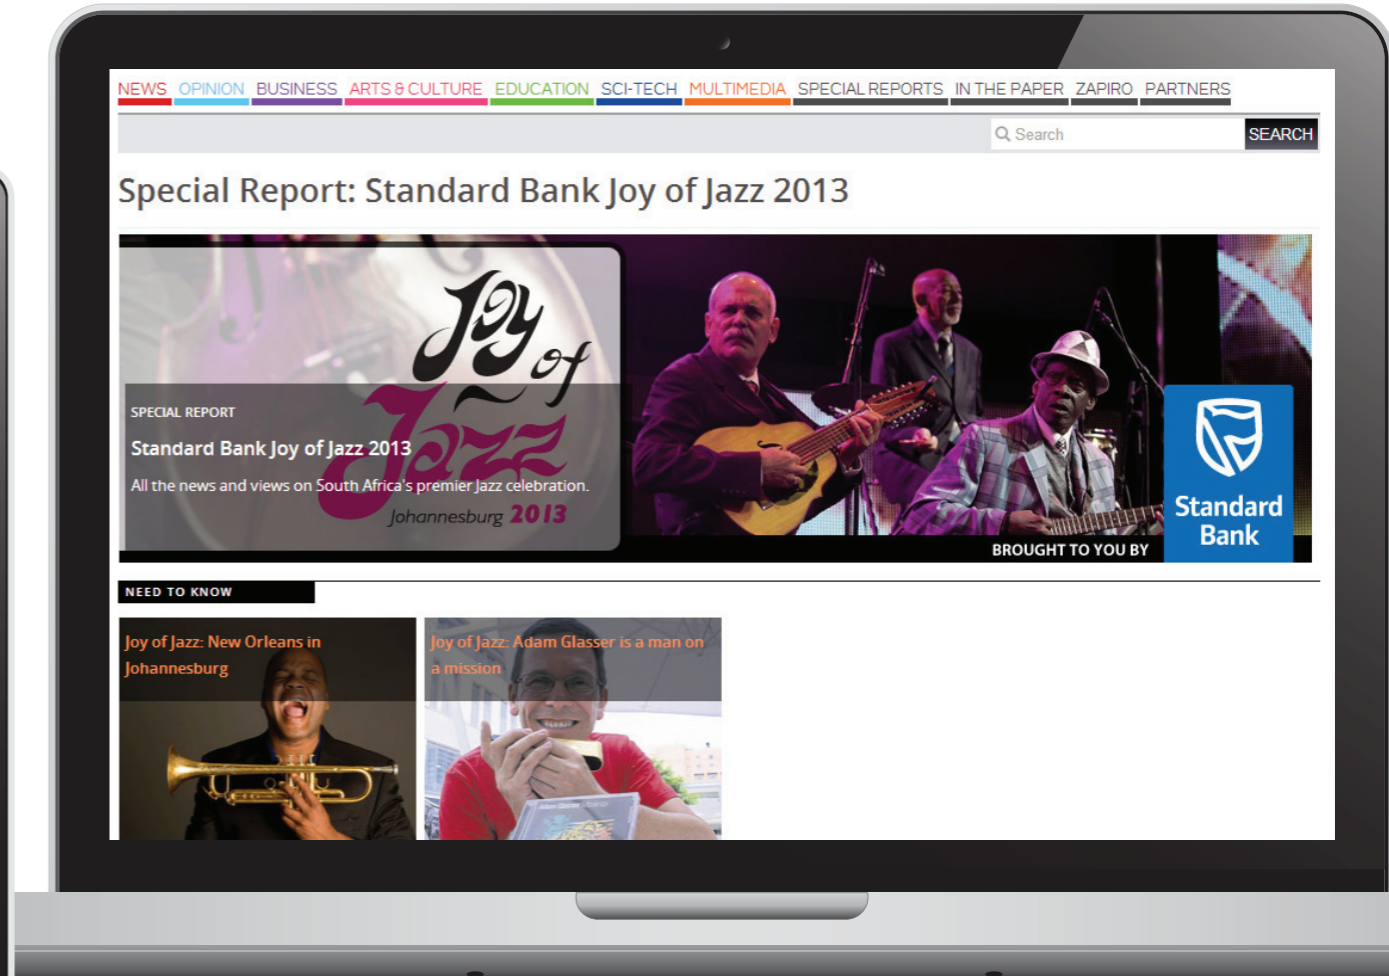 NEWS OPINION BUSINESS ARTS & CULTURE EDUCATION SCI-TECH MULTIMEDIA SPECIAL REPORTS IN THE PAPER ZAPIRO PARTNERS
Search SEARCH
Special Report: Standard Bank Joy of Jazz 2013
Joy
of
Jazz
Johannesburg 2013
SPECIAL REPORT
Standard Bank Joy of Jazz 2013
All the news and views on South Africa's premier Jazz celebration.
BROUGHT TO YOU BY
Standard
Bank
NEED TO KNOW
Joy of Jazz: New Orleans in
Johannesburg
Joy of Jazz: Adam Glasser is a man on
a mission
Adam Glasser